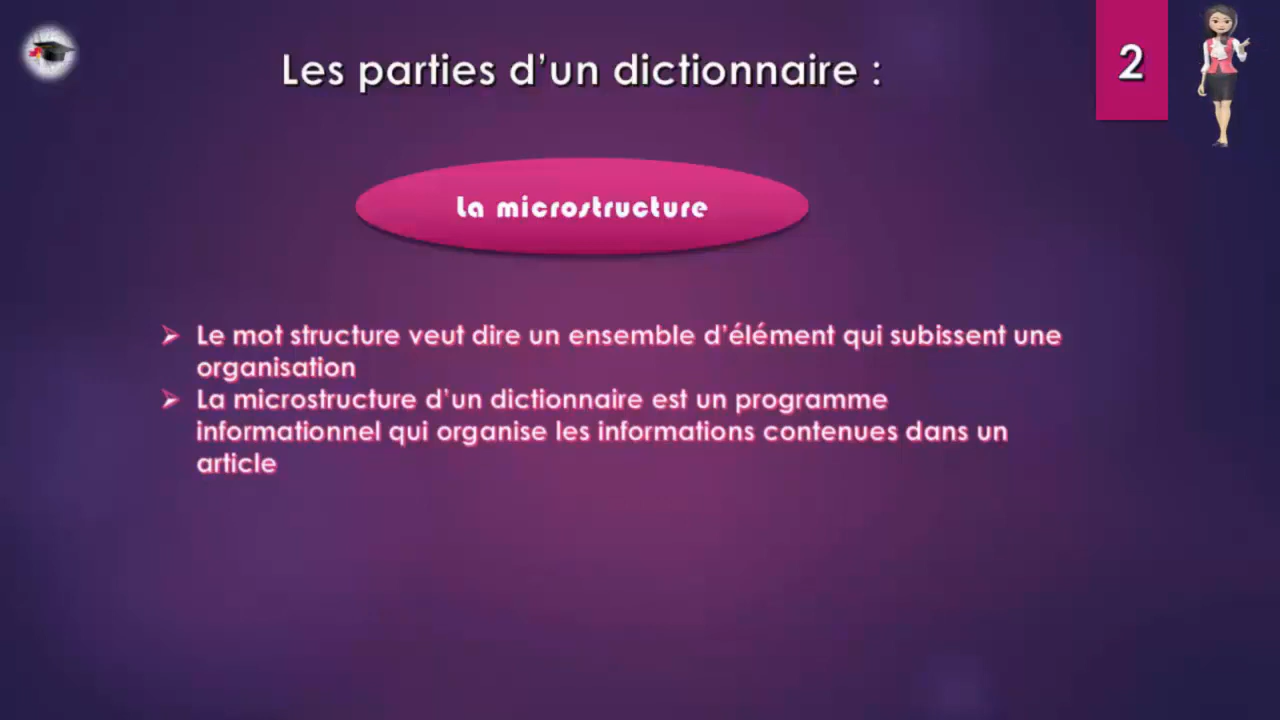 Les parties d'un dictionnaire :
2
La microstructure
➢ Le mot structure veut dire un ensemble d'élément qui subissent une
organisation
➢ La microstructure d'un dictionnaire est un programme
informationnel qui organise les informations contenues dans un
article